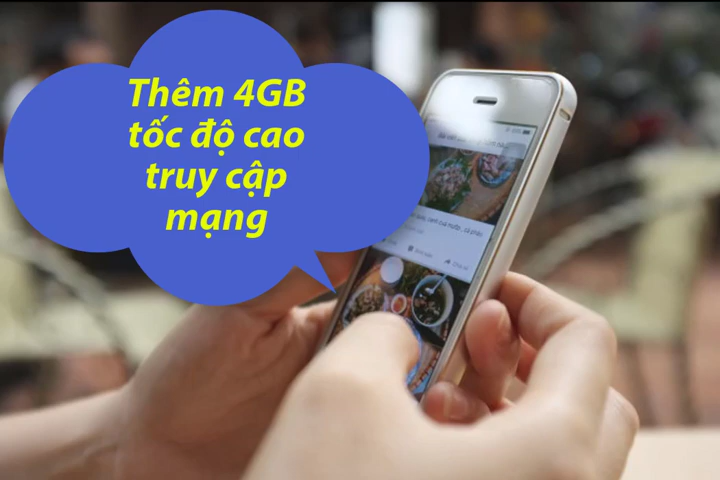 Thêm 4GB
tốc độ cao
truy cập
mạng